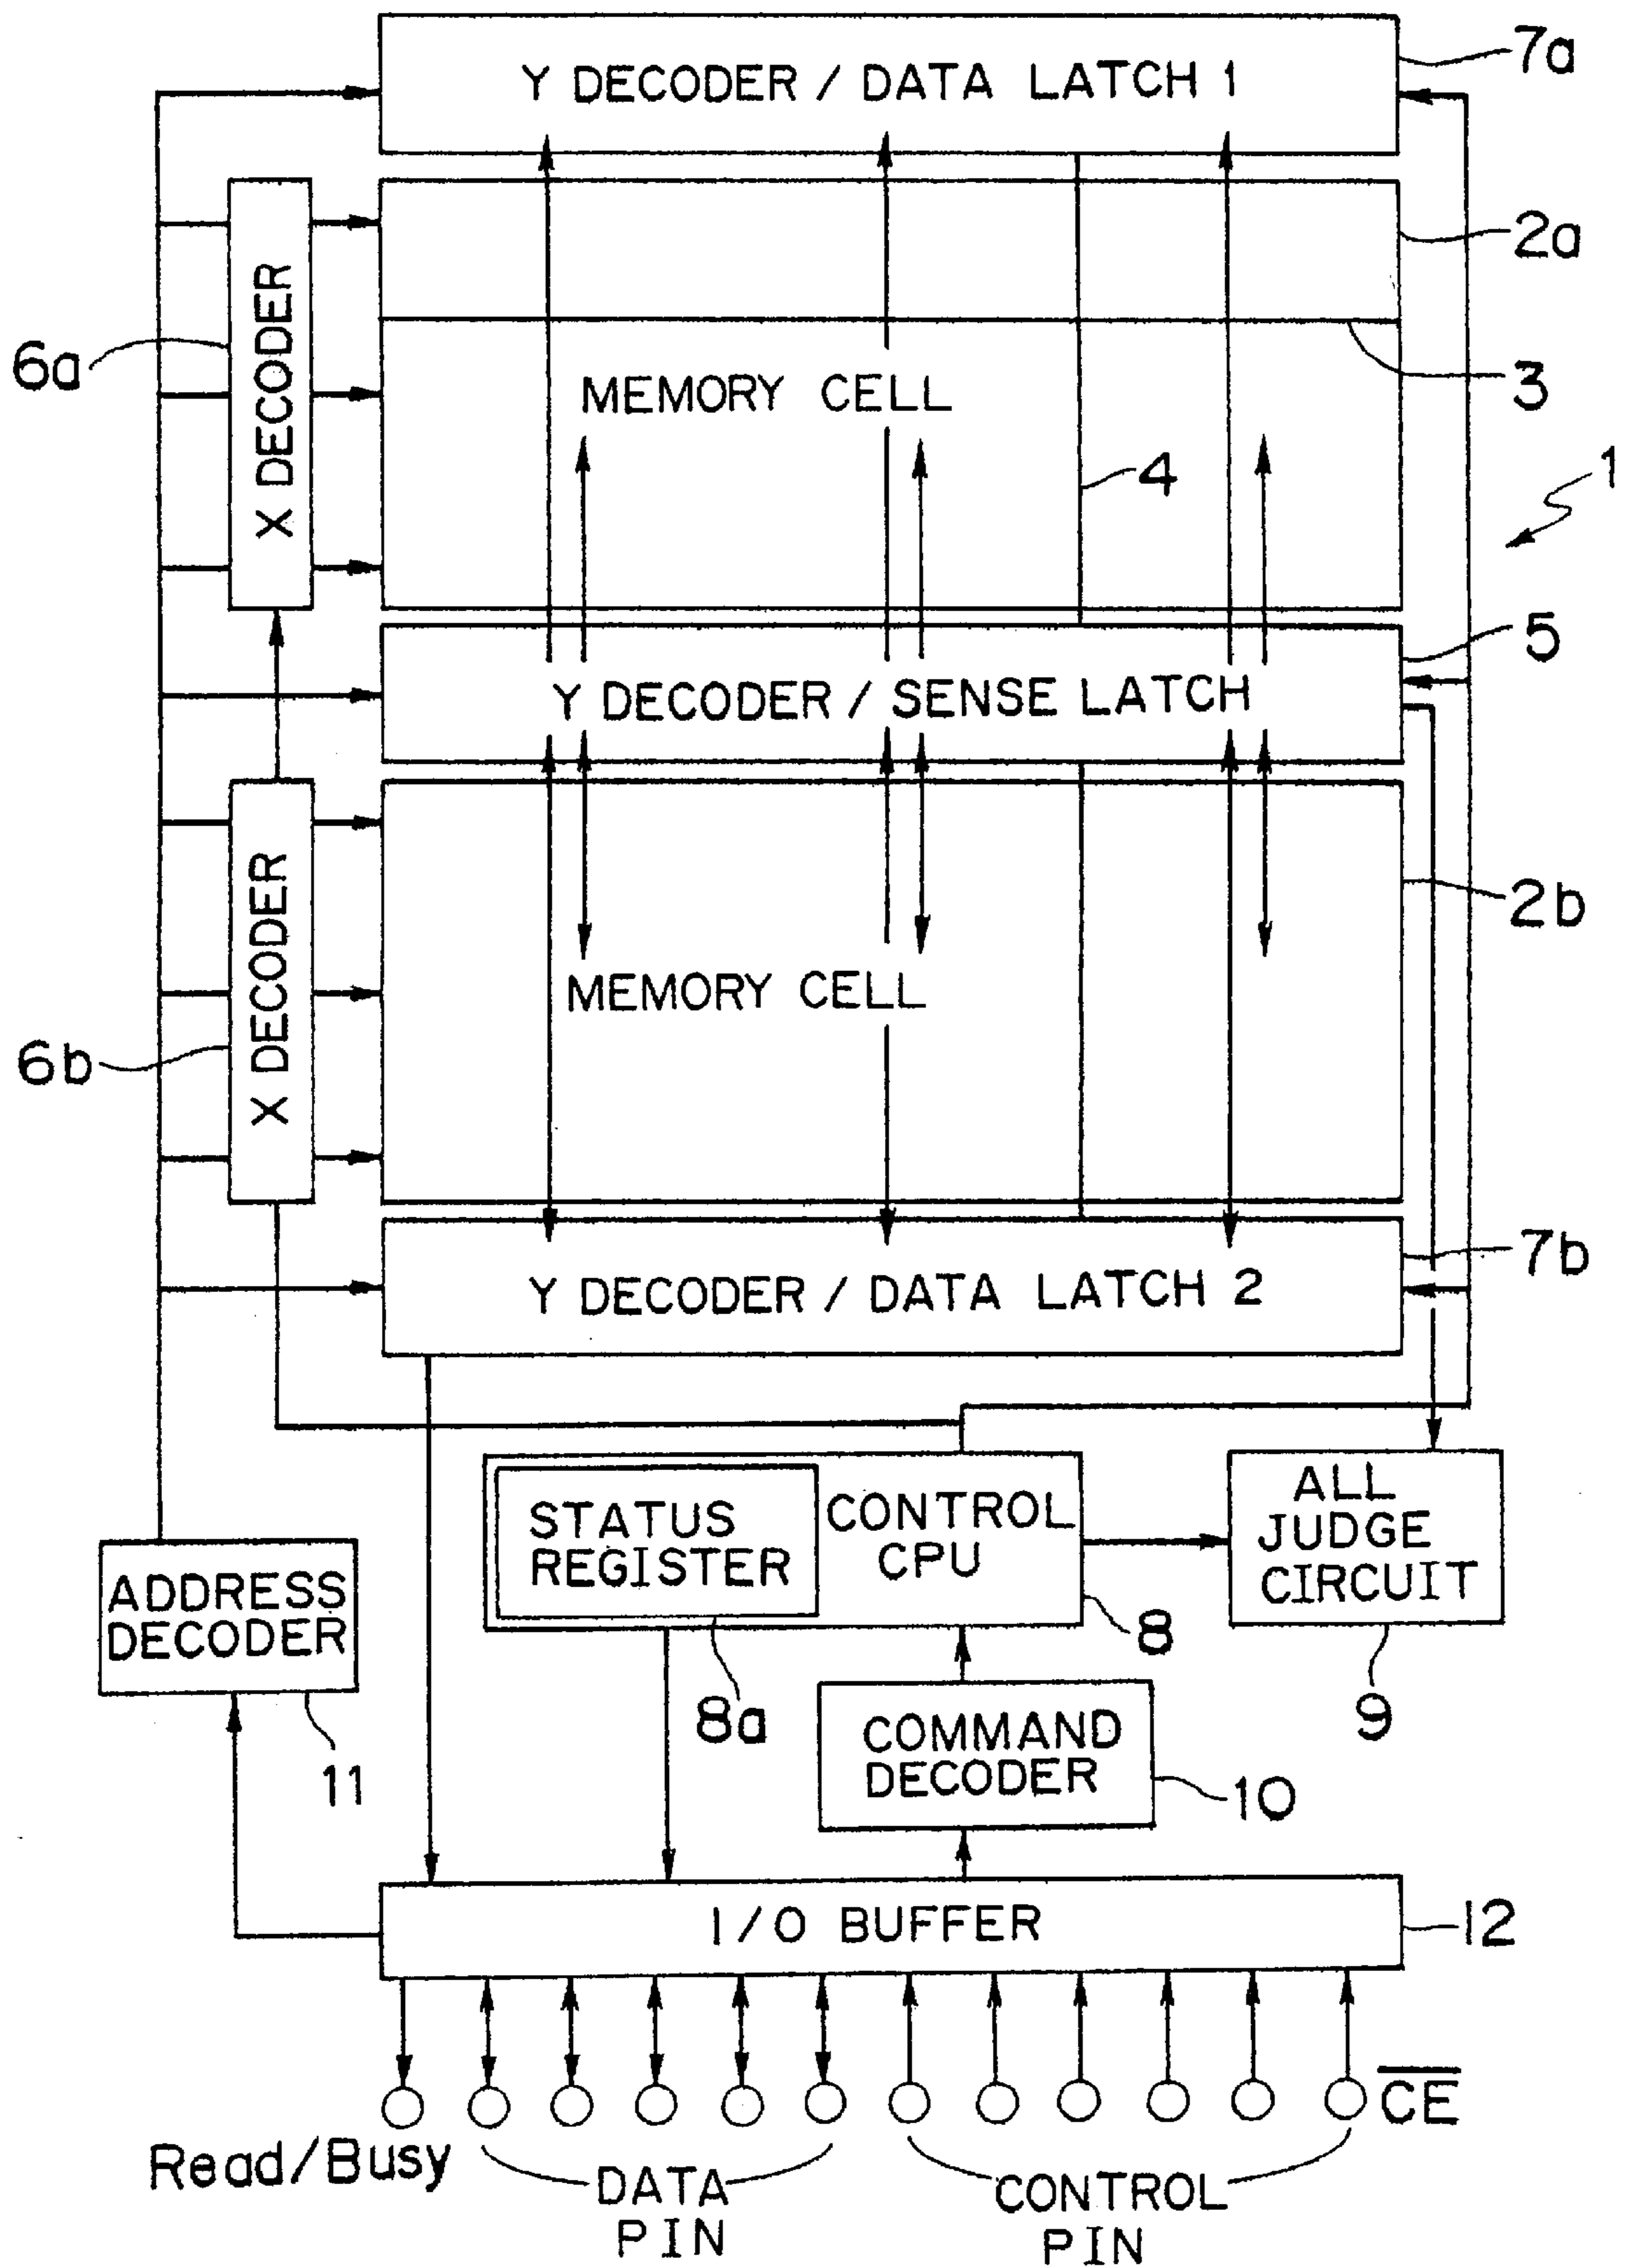 Y DECODER / DATA LATCH 1
7a
2a
X DECODER
6a
MEMORY CELL
3
4
1
5
Y DECODER / SENSE LATCH
X DECODER
2b
MEMORY CELL
6b
7b
Y DECODER / DATA LATCH 2
STATUS
REGISTER
CONTROL
CPU
ALL
JUDGE
CIRCUIT
ADDRESS
DECODER
8
8a
9
COMMAND
DECODER
11
10
I/O BUFFER
12
CE
Read/Busy
DATA
PIN
CONTROL
PIN